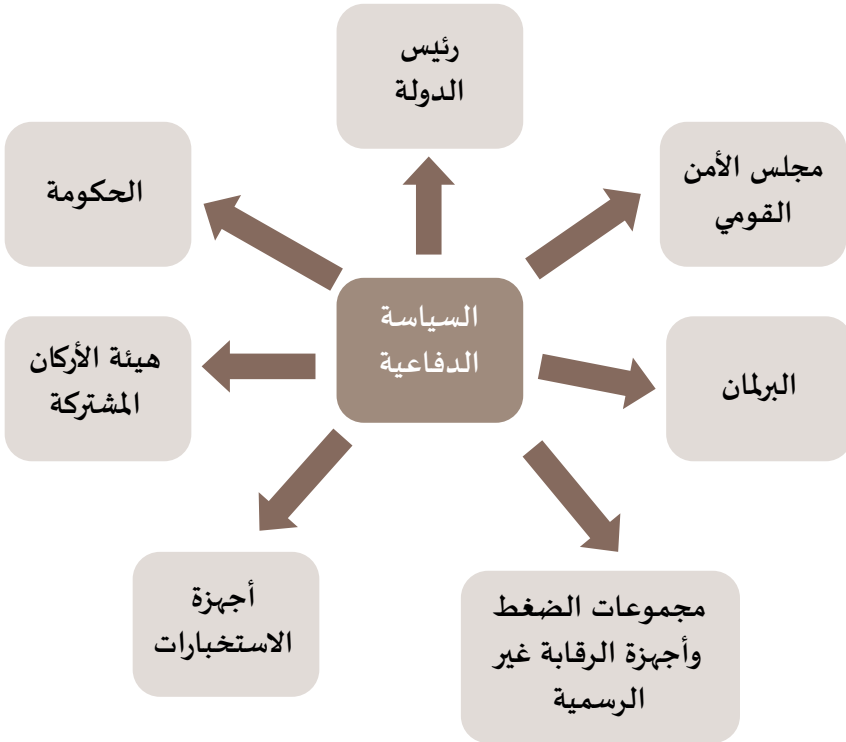 رئيس
الدولة
مجلس الأمن
القومي
الحكومة
السياسة
الدفاعية
هيئة الأركان
المشتركة
البرلمان
أجهزة
الاستخبارات
مجموعات الضغط
وأجهزة الرقابة غير
الرسمية